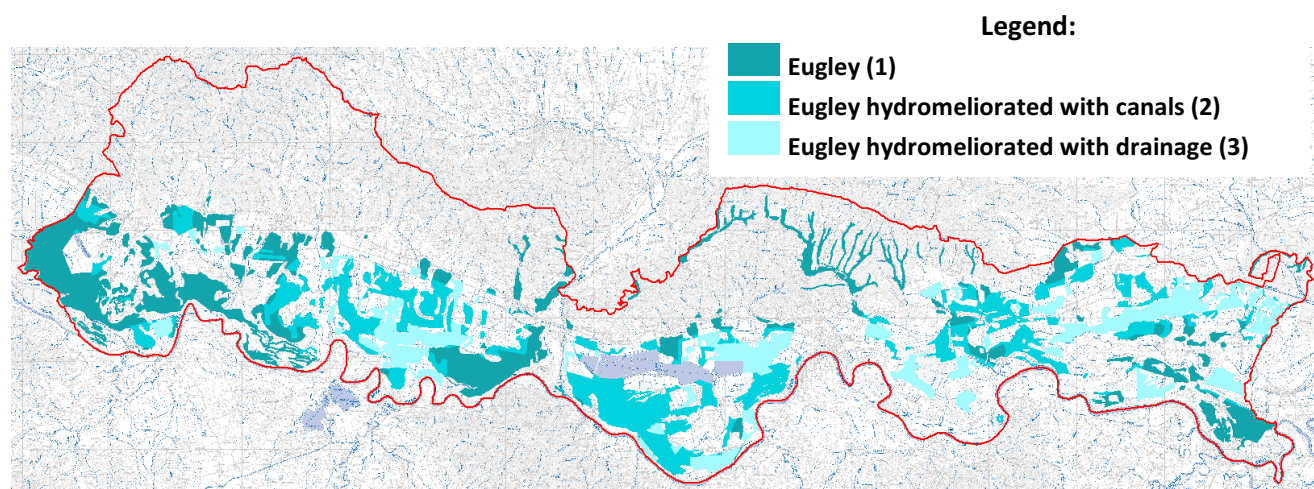 Legend:
Eugley (1)
Eugley hydromeliorated with canals (2)
Eugley hydromeliorated with drainage (3)